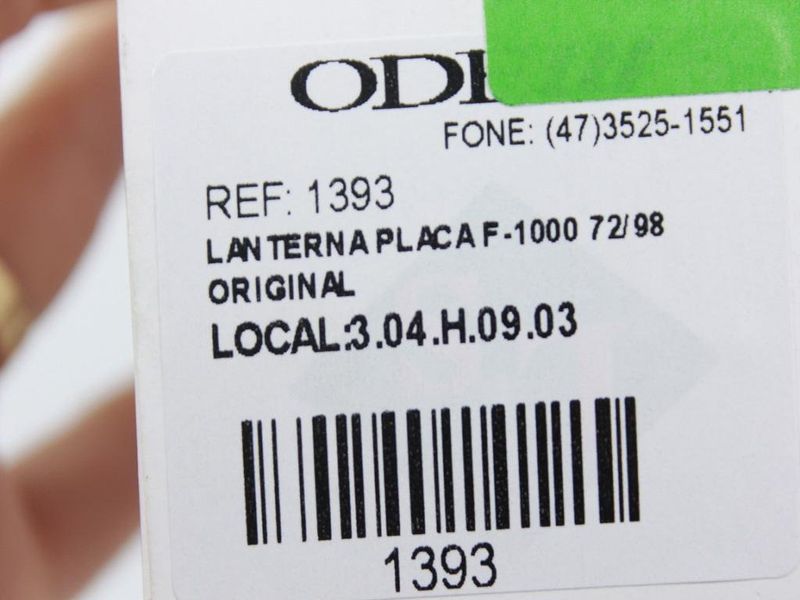 FONE: (47)3525-1551
REF: 1393
LANTERNA PLACA F-1000 72/98
ORIGINAL
LOCAL:3.04.H.09.03
1393